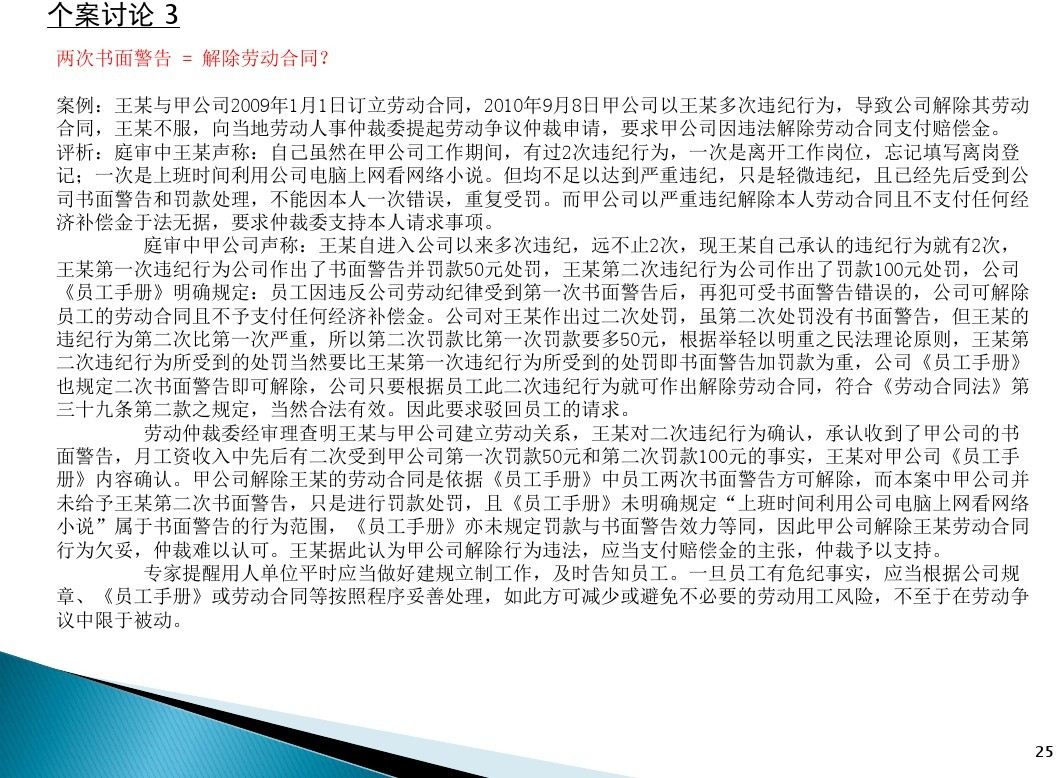 个案讨论 3
两次书面警告 = 解除劳动合同？
案例：王某与甲公司2009年1月1日订立劳动合同，2010年9月8日甲公司以王某多次违纪行为，导致公司解除其劳动
合同，王某不服，向当地劳动人事仲裁委提起劳动争议仲裁申请，要求甲公司因违法解除劳动合同支付赔偿金。
评析：庭审中王某声称：自己虽然在甲公司工作期间，有过2次违纪行为，一次是离开工作岗位，忘记填写离岗登
记；一次是上班时间利用公司电脑上网看网络小说。但均不足以达到严重违纪，只是轻微违纪，且已经先后受到公
司书面警告和罚款处理，不能因本人一次错误，重复受罚。而甲公司以严重违纪解除本人劳动合同且不支付任何经
济补偿金于法无据，要求仲裁委支持本人请求事项。
庭审中甲公司声称：王某自进入公司以来多次违纪，远不止2次，现王某自己承认的违纪行为就有2次，
王某第一次违纪行为公司作出了书面警告并罚款50元处罚，王某第二次违纪行为公司作出了罚款100元处罚，公司
《员工手册》明确规定：员工因违反公司劳动纪律受到第一次书面警告后，再犯可受书面警告错误的，公司可解除
员工的劳动合同且不予支付任何经济补偿金。公司对王某作出过二次处罚，虽第二次处罚没有书面警告，但王某的
违纪行为第二次比第一次严重，所以第二次罚款比第一次罚款要多50元，根据举轻以明重之民法理论原则，王某第
二次违纪行为所受到的处罚当然要比王某第一次违纪行为所受到的处罚即书面警告加罚款为重，公司《员工手册》
也规定二次书面警告即可解除，公司只要根据员工此二次违纪行为就可作出解除劳动合同，符合《劳动合同法》第
三十九条第二款之规定，当然合法有效。因此要求驳回员工的请求。
劳动仲裁委经审理查明王某与甲公司建立劳动关系，王某对二次违纪行为确认，承认收到了甲公司的书
面警告，月工资收入中先后有二次受到甲公司第一次罚款50元和第二次罚款100元的事实，王某对甲公司《员工手
册》内容确认。甲公司解除王某的劳动合同是依据《员工手册》中员工两次书面警告方可解除，而本案中甲公司并
未给予王某第二次书面警告，只是进行罚款处罚，且《员工手册》未明确规定“上班时间利用公司电脑上网看网络
小说”属于书面警告的行为范围，《员工手册》亦未规定罚款与书面警告效力等同，因此甲公司解除王某劳动合同
行为欠妥，仲裁难以认可。王某据此认为甲公司解除行为违法，应当支付赔偿金的主张，仲裁予以支持。
专家提醒用人单位平时应当做好建规立制工作，及时告知员工。一旦员工有危纪事实，应当根据公司规
章、《员工手册》或劳动合同等按照程序妥善处理，如此方可减少或避免不必要的劳动用工风险，不至于在劳动争
议中限于被动。
25